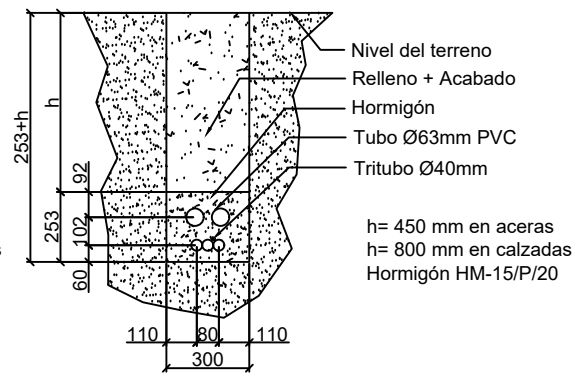 Nivel del terreno
Relleno + Acabado
Hormigón
Tubo Ø63mm PVC
Tritubo Ø40mm
h= 450 mm en aceras
h= 800 mm en calzadas
Hormigón HM-15/P/20
253+h
h
92
253
102
60
110 80 110
300